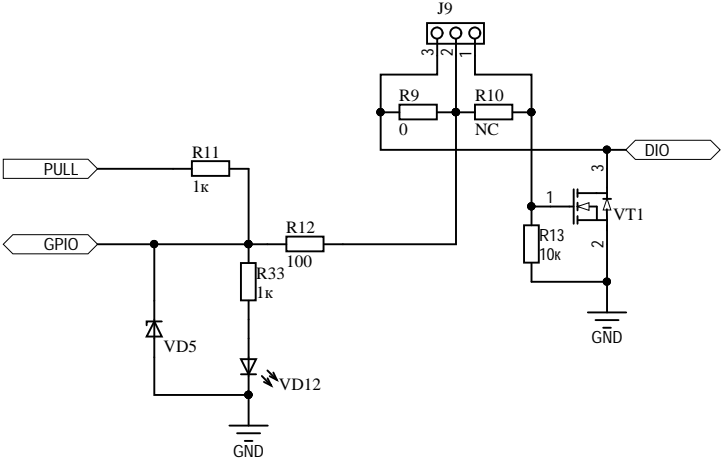 J9
3
2
1
R9
R10
0
NC
R11
PULL
1к
DIO
3
1
VT1
R12
GPIO
100
R13
10к
2
R33
1к
GND
VD5
VD12
GND